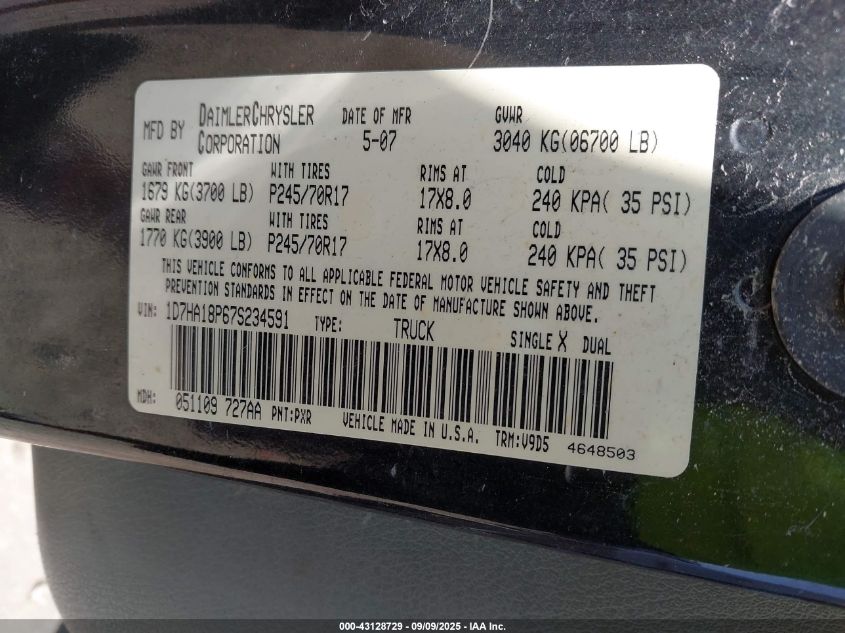 MFD BY DAIMLERCHRYSLER CORPORATION DATE OF MFR 5-07 GVWR 3040 KG(06700 LB)
GAWR FRONT WITH TIRES RIMS AT COLD
1679 KG(3700 LB) P245/70R17 17X8.0 240 KPA( 35 PSI)
GAWR REAR WITH TIRES RIMS AT COLD
1770 KG(3900 LB) P245/70R17 17X8.0 240 KPA( 35 PSI)
THIS VEHICLE CONFORMS TO ALL APPLICABLE FEDERAL MOTOR VEHICLE SAFETY AND THEFT
PREVENTION STANDARDS IN EFFECT ON THE DATE OF MANUFACTURE SHOWN ABOVE.
VIN: 1D7HA18P67S234591 TYPE: TRUCK SINGLE X DUAL
MDH: 051109 727AA PNT:PXR VEHICLE MADE IN U.S.A. TRM:V9D5 4648503
000-43128729 - 09/09/2025 - IAA Inc.